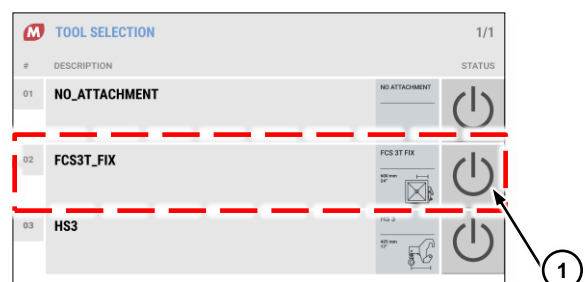 M TOOL SELECTION 1/1
# DESCRIPTION STATUS
01 NO_ATTACHMENT NO ATTACHMENT
02 FCS3T_FIX FCS 3T FIX
600 mm
24"
03 HS3 HS 3
425 mm
17"
1